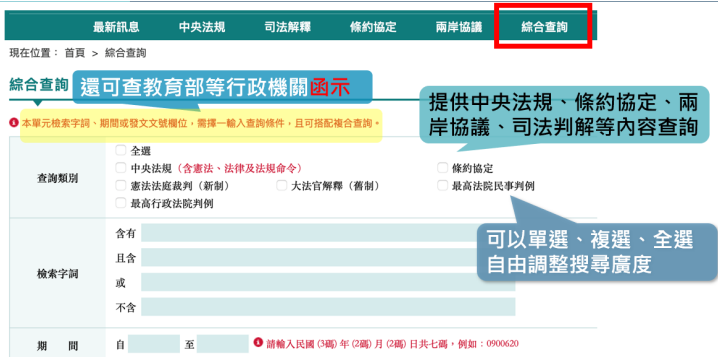 最新訊息 中央法規 司法解釋 條約協定 兩岸協議 綜合查詢
現在位置： 首頁 > 綜合查詢
綜合查詢
還可查教育部等行政機關函示
提供中央法規、條約協定、兩
岸協議、司法判解等內容查詢
本單元檢索字詞、期間或發文文號欄位，需擇一輸入查詢條件，且可搭配複合查詢。
查詢類別
全選
中央法規（含憲法、法律及法規命令） 條約協定
憲法法庭裁判（新制） 大法官解釋（舊制） 最高法院民事判例
最高行政法院判例
可以單選、複選、全選
自由調整搜尋廣度
檢索字詞
含有
且含
或
不含
期 間 自 至 請輸入民國 (3碼) 年 (2碼) 月 (2碼) 日共七碼，例如：0900620